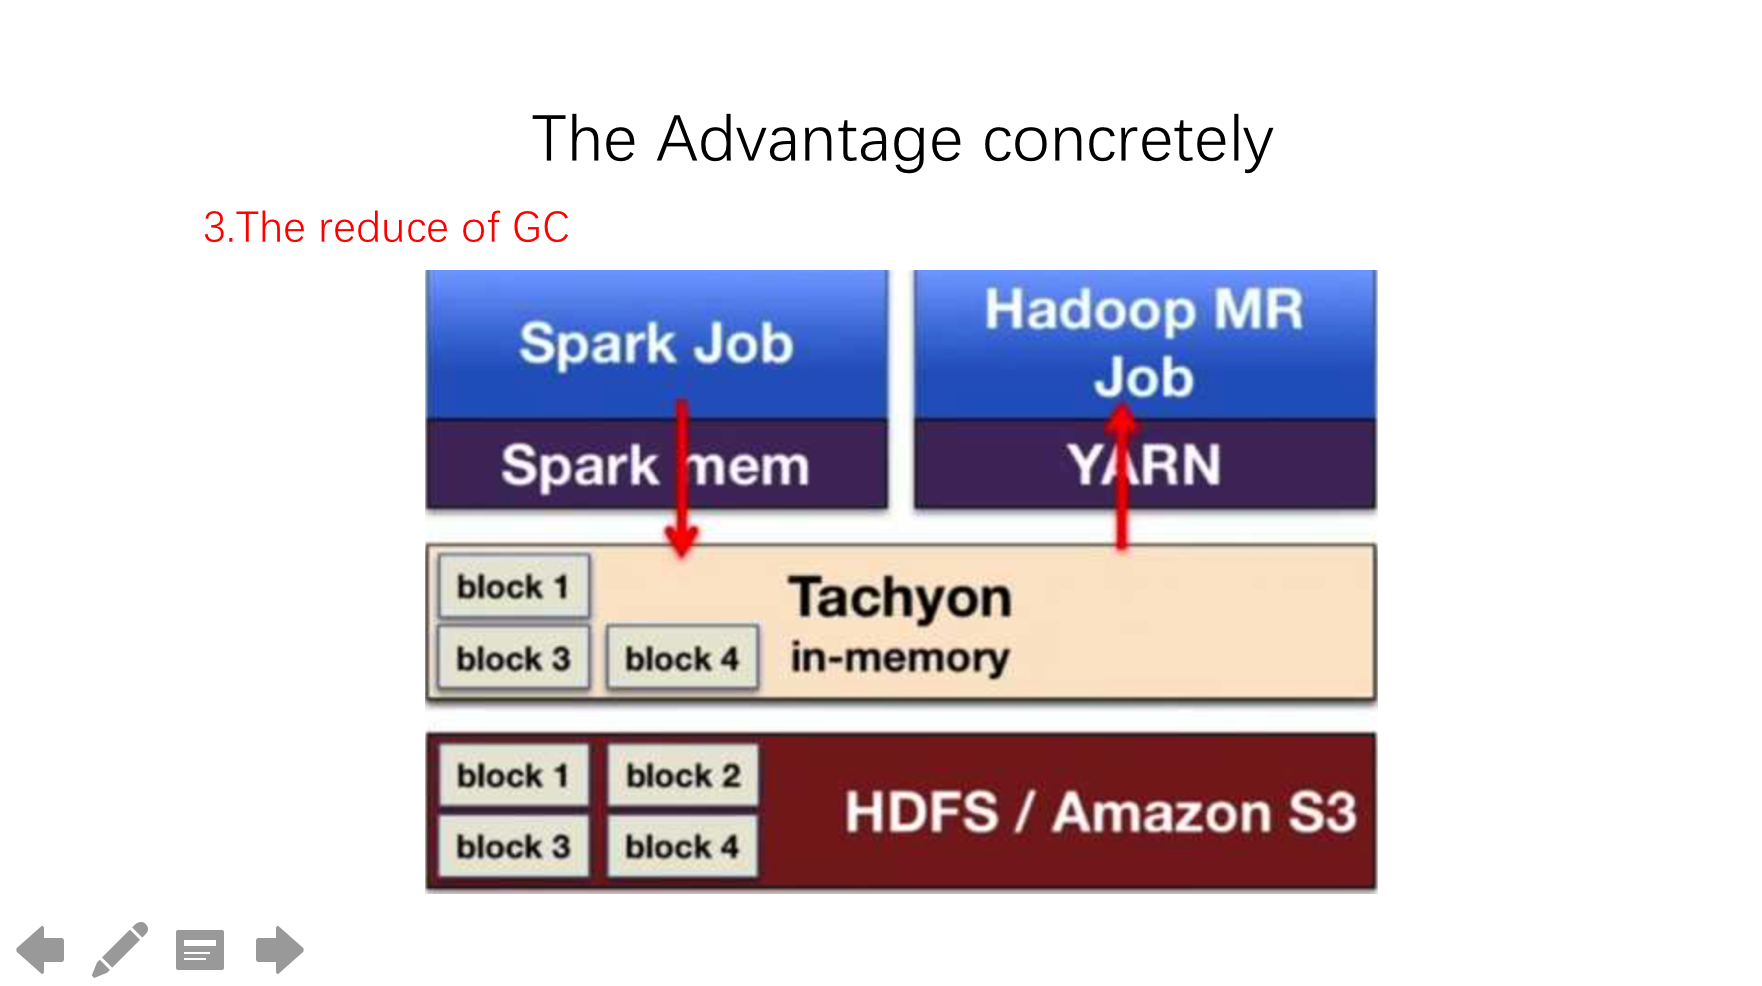 The Advantage concretely
3.The reduce of GC
Spark Job
Hadoop MR
Job
Spark mem
YARN
block 1
Tachyon
block 3
block 4
in-memory
block 1
block 2
HDFS / Amazon S3
block 3
block 4